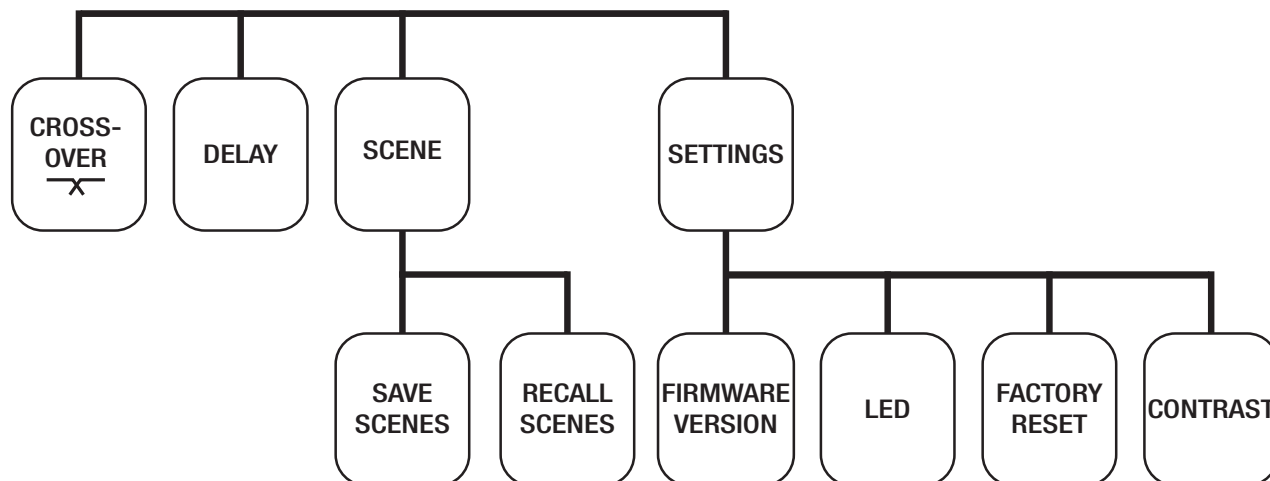 CROSS-
OVER
DELAY
SCENE
SETTINGS
SAVE
SCENES
RECALL
SCENES
FIRMWARE
VERSION
LED
FACTORY
RESET
CONTRAST